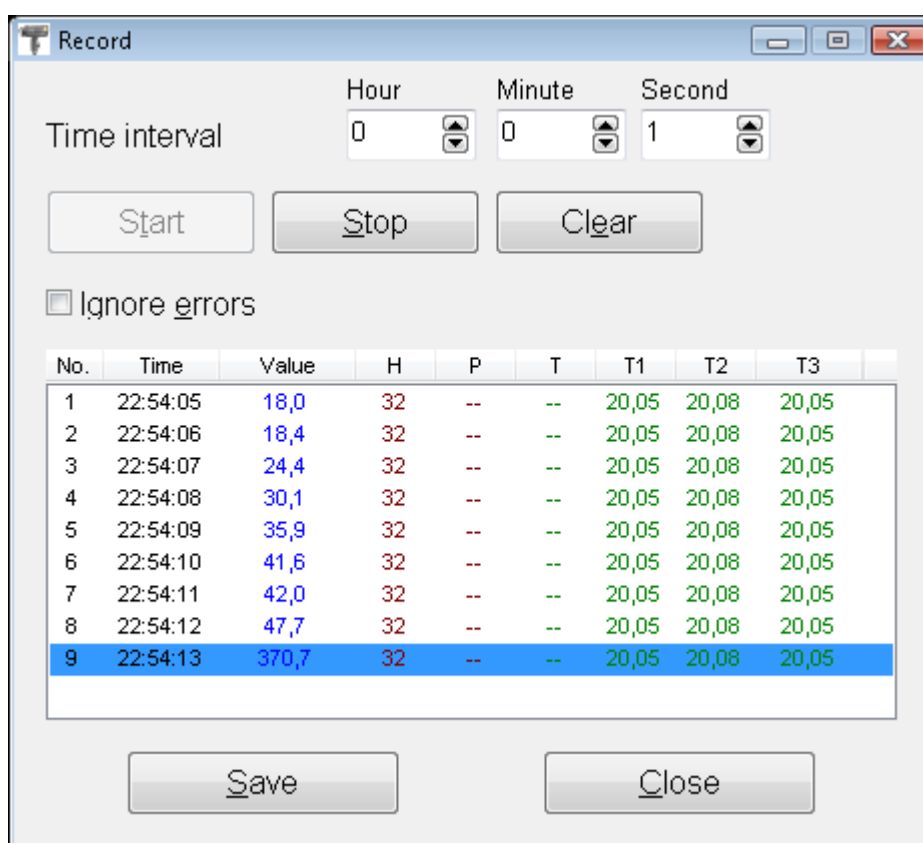 Record
Hour Minute Second
Time interval 0 0 1
Start Stop Clear
Ignore errors
No. Time Value H P T T1 T2 T3
1 22:54:05 18,0 32 -- -- 20,05 20,08 20,05
2 22:54:06 18,4 32 -- -- 20,05 20,08 20,05
3 22:54:07 24,4 32 -- -- 20,05 20,08 20,05
4 22:54:08 30,1 32 -- -- 20,05 20,08 20,05
5 22:54:09 35,9 32 -- -- 20,05 20,08 20,05
6 22:54:10 41,6 32 -- -- 20,05 20,08 20,05
7 22:54:11 42,0 32 -- -- 20,05 20,08 20,05
8 22:54:12 47,7 32 -- -- 20,05 20,08 20,05
9 22:54:13 370,7 32 -- -- 20,05 20,08 20,05
Save Close